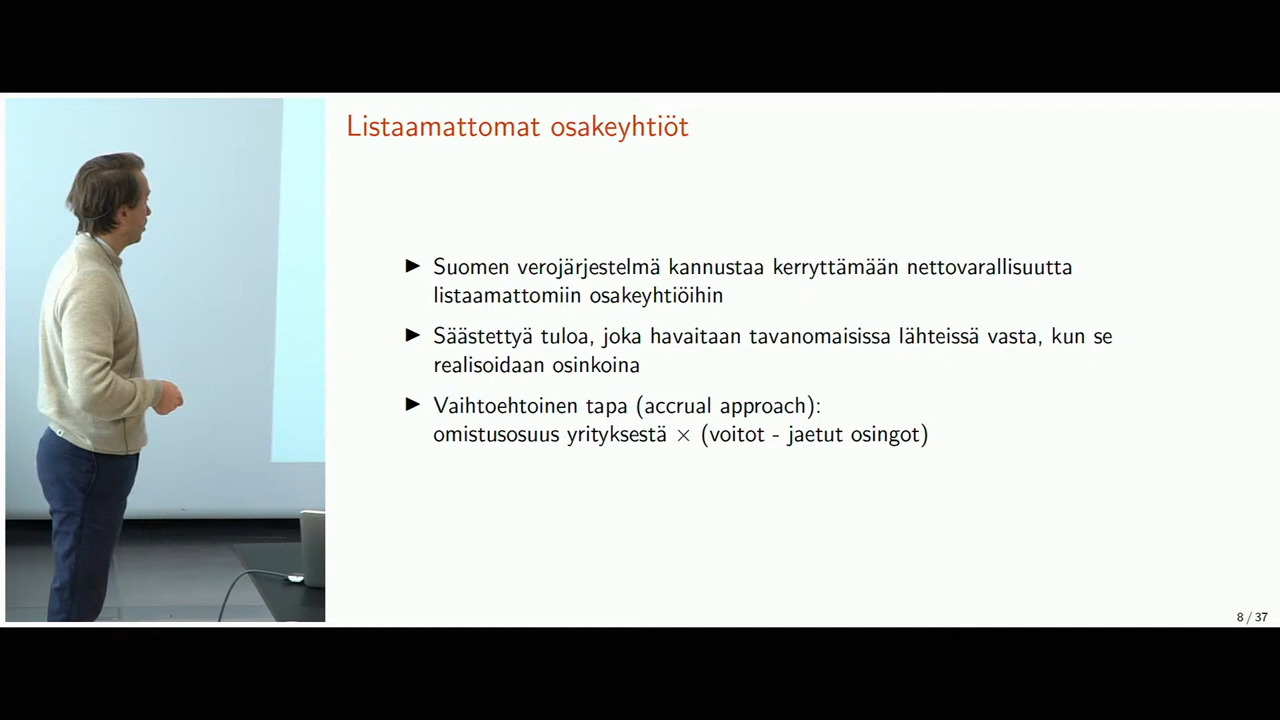 Listaamattomat osakeyhtiöt
▶ Suomen verojärjestelmä kannustaa kerryttämään nettovarallisuutta
listaamattomiin osakeyhtiöihin
▶ Säästettyä tuloa, joka havaitaan tavanomaisissa lähteissä vasta, kun se
realisoidaan osinkoina
▶ Vaihtoehtoinen tapa (accrual approach):
omistusosuus yrityksestä × (voitot - jaetut osingot)
8 / 37